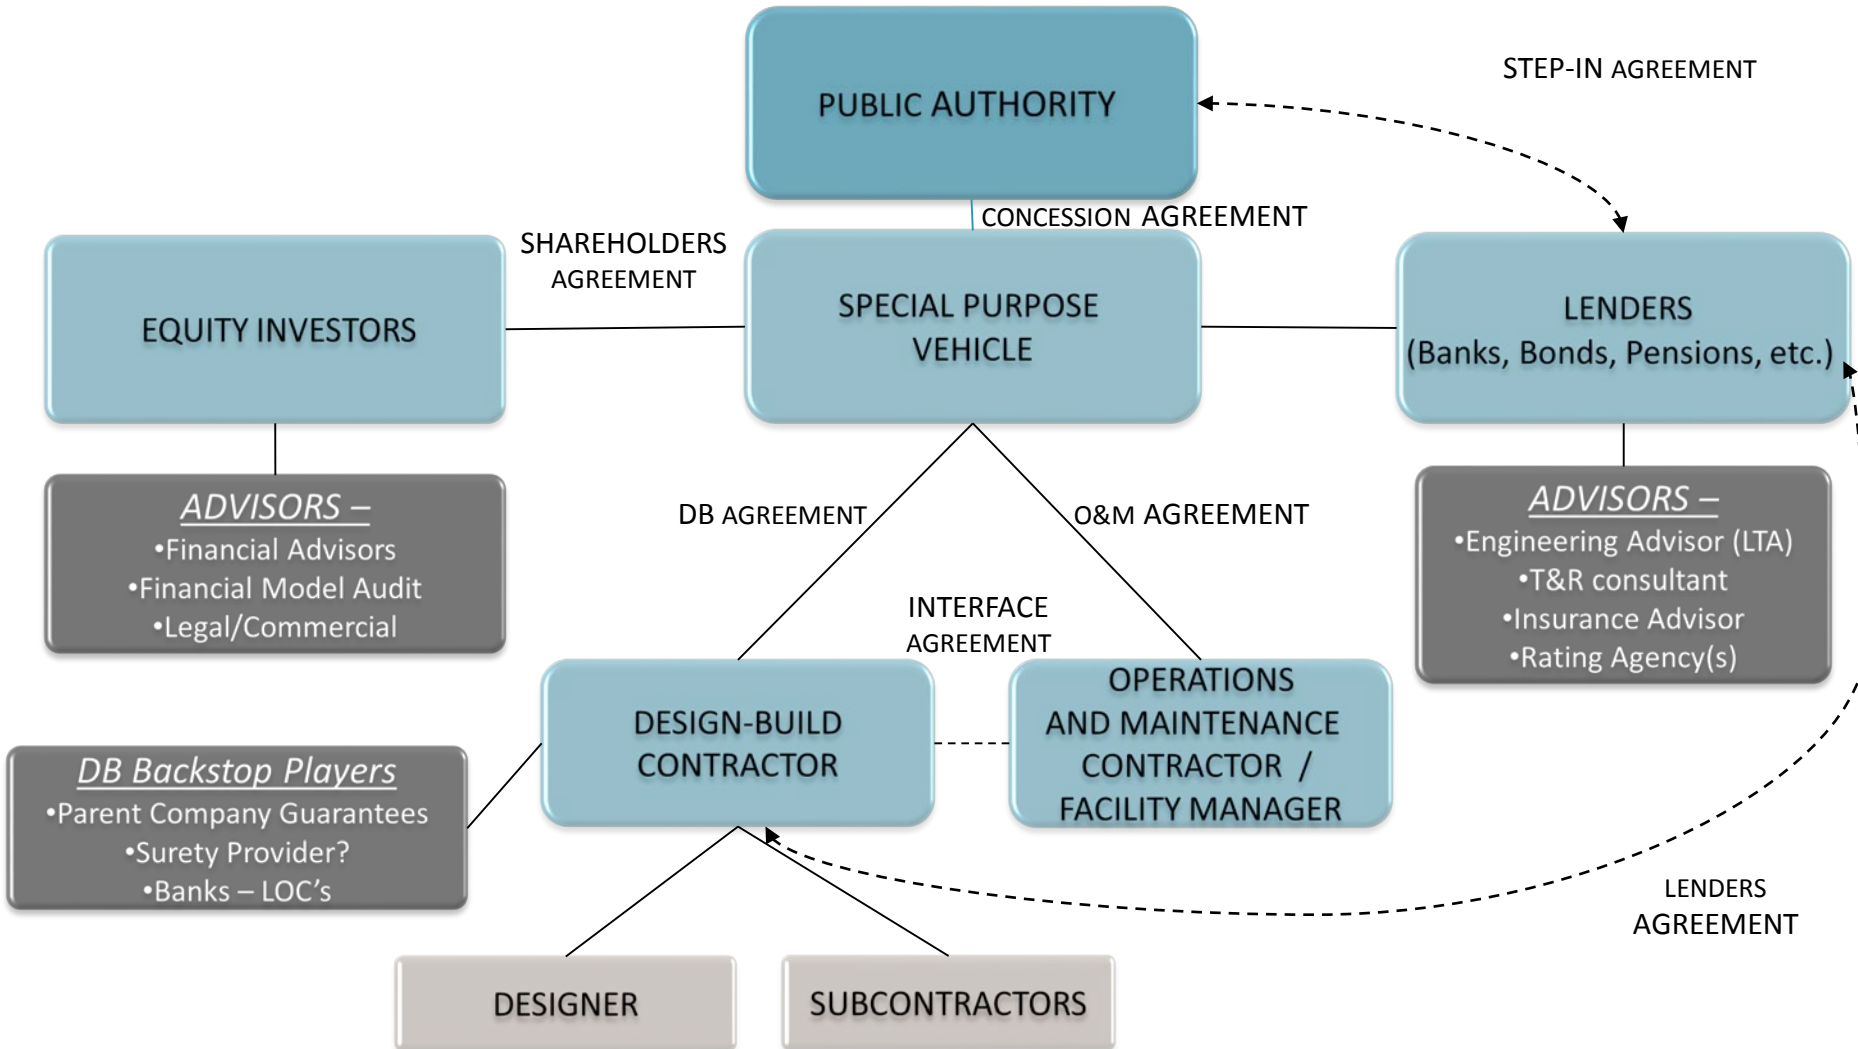 STEP-IN AGREEMENT
PUBLIC AUTHORITY
CONCESSION AGREEMENT
SHAREHOLDERS
AGREEMENT
EQUITY INVESTORS
SPECIAL PURPOSE
VEHICLE
LENDERS
(Banks, Bonds, Pensions, etc.)
ADVISORS –
•Financial Advisors
•Financial Model Audit
•Legal/Commercial
DB AGREEMENT
O&M AGREEMENT
ADVISORS –
•Engineering Advisor (LTA)
•T&R consultant
•Insurance Advisor
•Rating Agency(s)
INTERFACE
AGREEMENT
DESIGN-BUILD
CONTRACTOR
OPERATIONS
AND MAINTENANCE
CONTRACTOR /
FACILITY MANAGER
DB Backstop Players
•Parent Company Guarantees
•Surety Provider?
•Banks – LOC's
LENDERS
AGREEMENT
DESIGNER
SUBCONTRACTORS